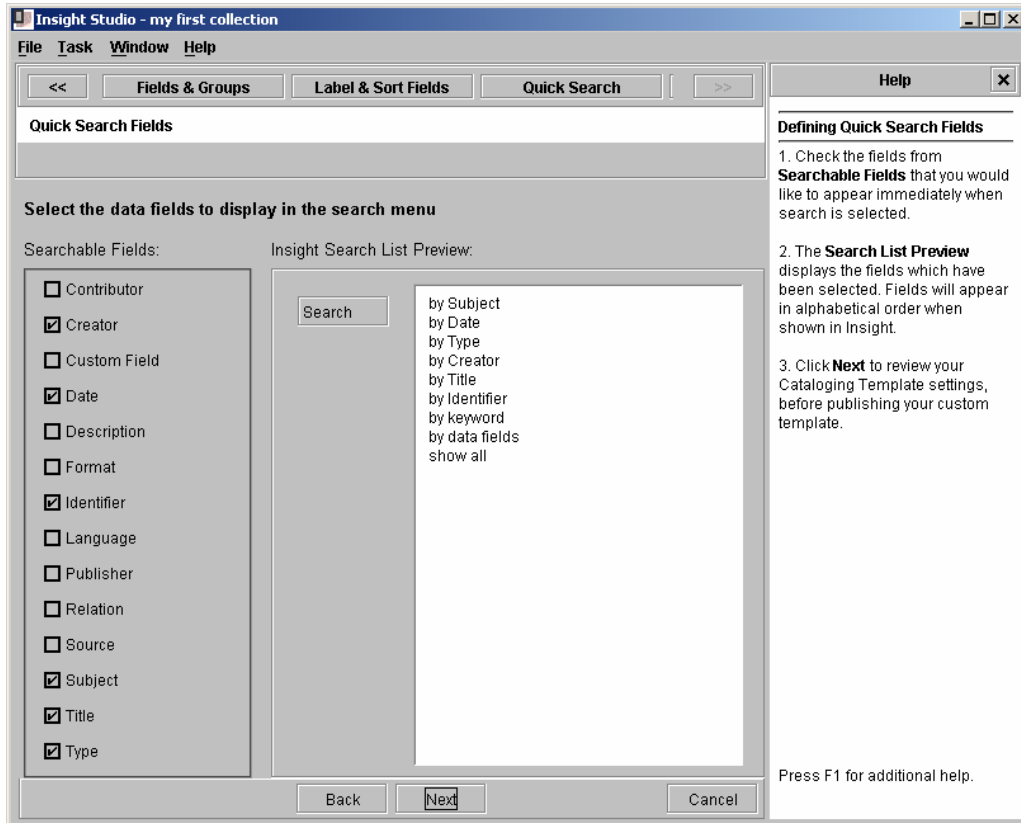 Insight Studio - my first collection
File Task Window Help
<< Fields & Groups Label & Sort Fields Quick Search >>
Quick Search Fields
Select the data fields to display in the search menu
Searchable Fields:
Contributor
Creator
Custom Field
Date
Description
Format
Identifier
Language
Publisher
Relation
Source
Subject
Title
Type
Insight Search List Preview:
Search
by Subject
by Date
by Type
by Creator
by Title
by Identifier
by keyword
by data fields
show all
Back Next Cancel
Help
Defining Quick Search Fields
1. Check the fields from
Searchable Fields that you would
like to appear immediately when
search is selected.
2. The Search List Preview
displays the fields which have
been selected. Fields will appear
in alphabetical order when
shown in Insight.
3. Click Next to review your
Cataloging Template settings,
before publishing your custom
template.
Press F1 for additional help.